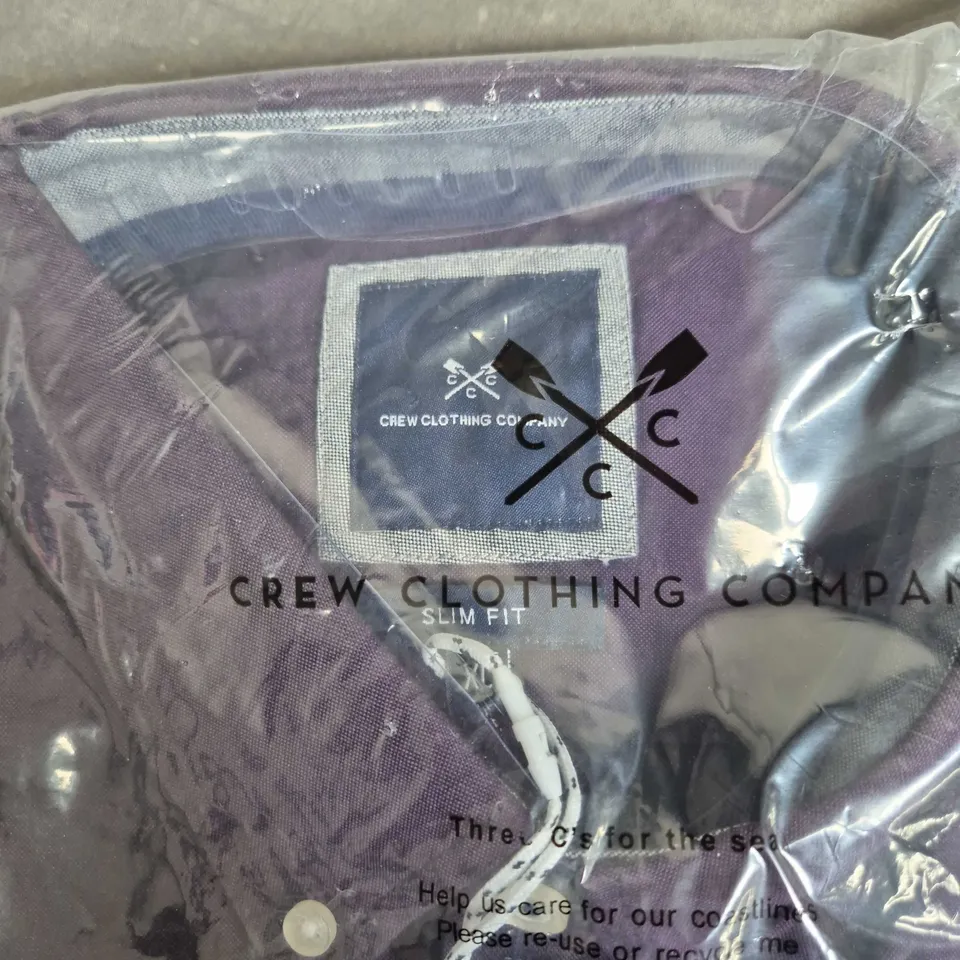 C C
C
CREW CLOTHING COMPANY
C C
C
CREW CLOTHING COMPAN
SLIM FIT
Three C's for the sea
Help us care for our coastlines
Please re-use or recycle me